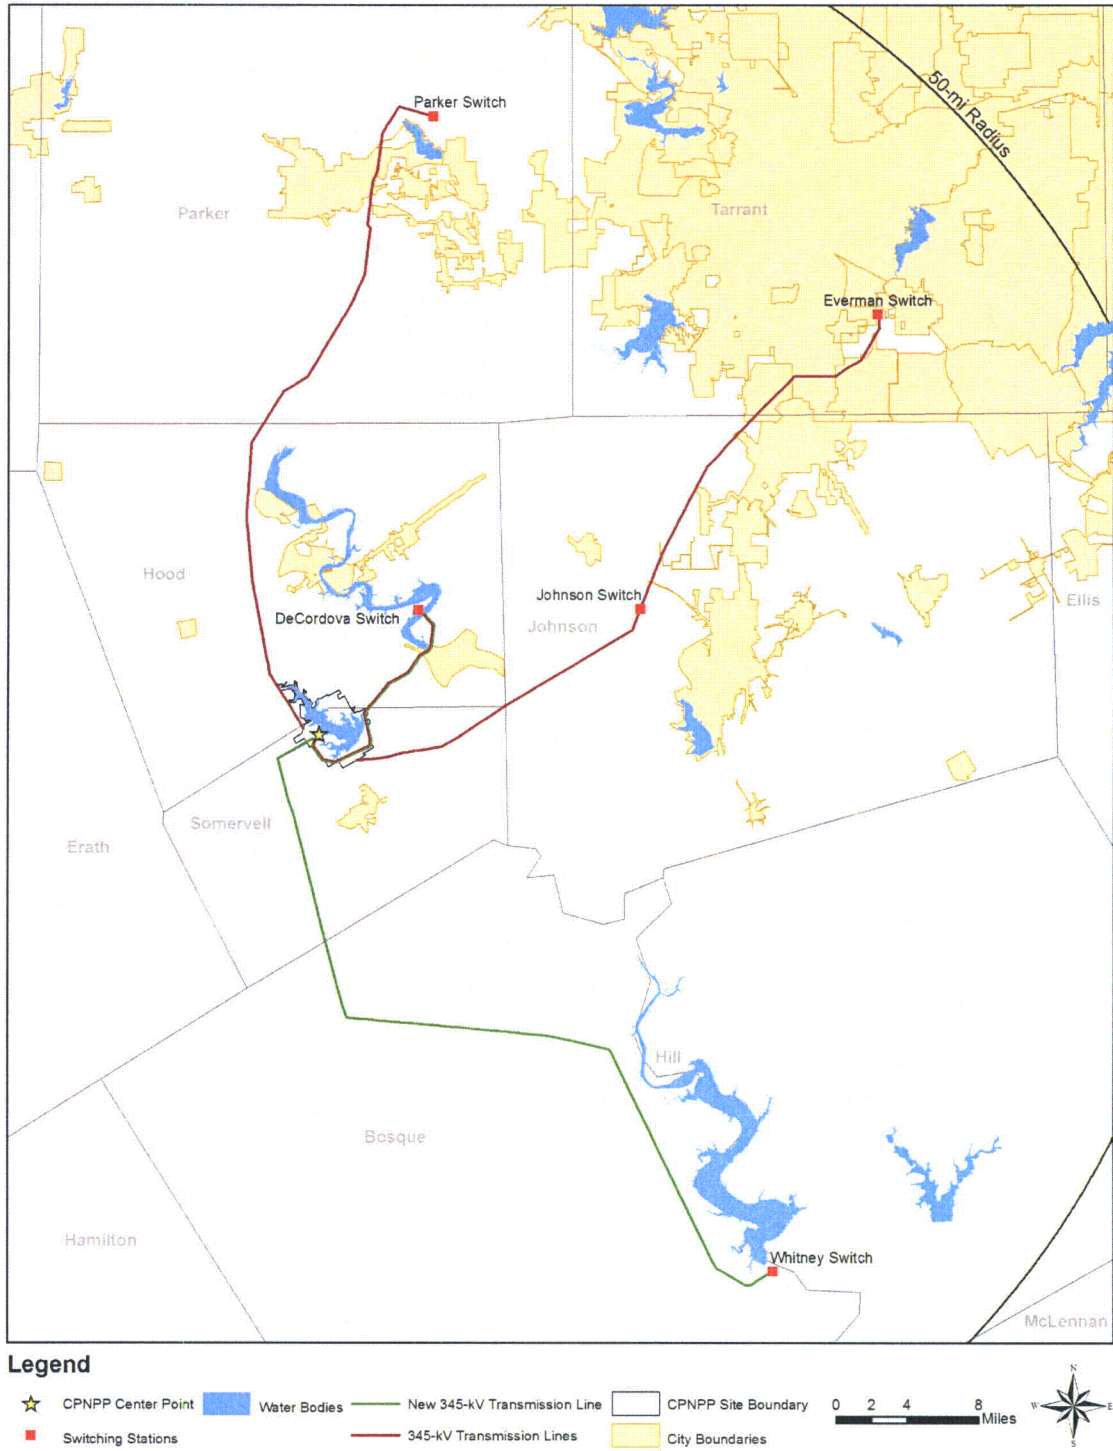 Parker Switch
50-mi Radius
Parker
Tarrant
Everman Switch
Hood
Johnson Switch
Ellis
DeCordova Switch
Johnson
Somervell
Erath
Hill
Bosque
Hamilton
Whitney Switch
McLennan
Legend
CPNPP Center Point
Water Bodies
New 345-kV Transmission Line
CPNPP Site Boundary
0 2 4 8
Miles
Switching Stations
345-kV Transmission Lines
City Boundaries
N
W
E
S